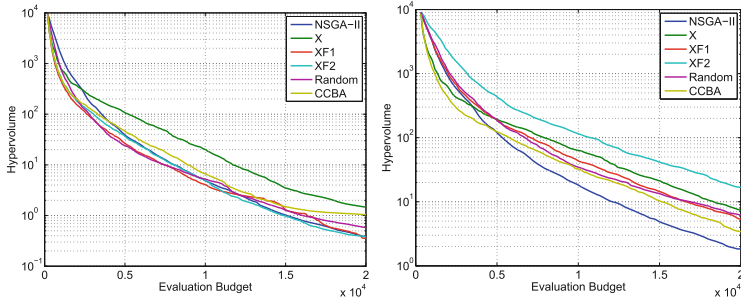 10^4
10^3
10^2
10^1
10^0
10^-1
Hypervolume
0
0.5
1
1.5
2
x 10^4
Evaluation Budget
NSGA-II
X
XF1
XF2
Random
CCBA
10^4
10^3
10^2
10^1
10^0
Hypervolume
0
0.5
1
1.5
2
x 10^4
Evaluation Budget
NSGA-II
X
XF1
XF2
Random
CCBA